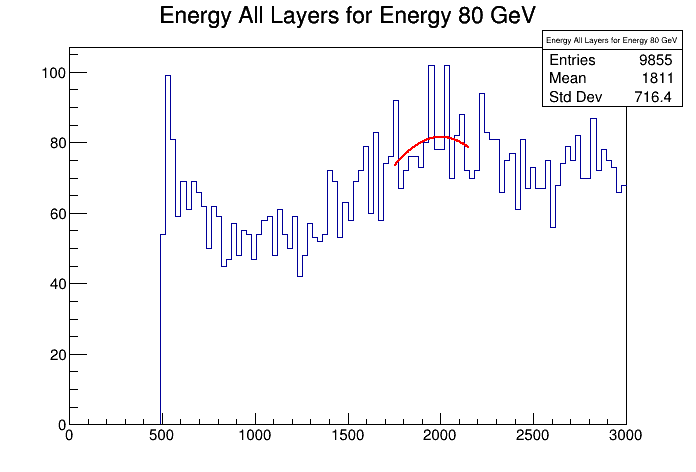 Energy All Layers for Energy 80 GeV
Energy All Layers for Energy 80 GeV
Entries 9855
Mean 1811
Std Dev 716.4
100
80
60
40
20
0
0 500 1000 1500 2000 2500 3000